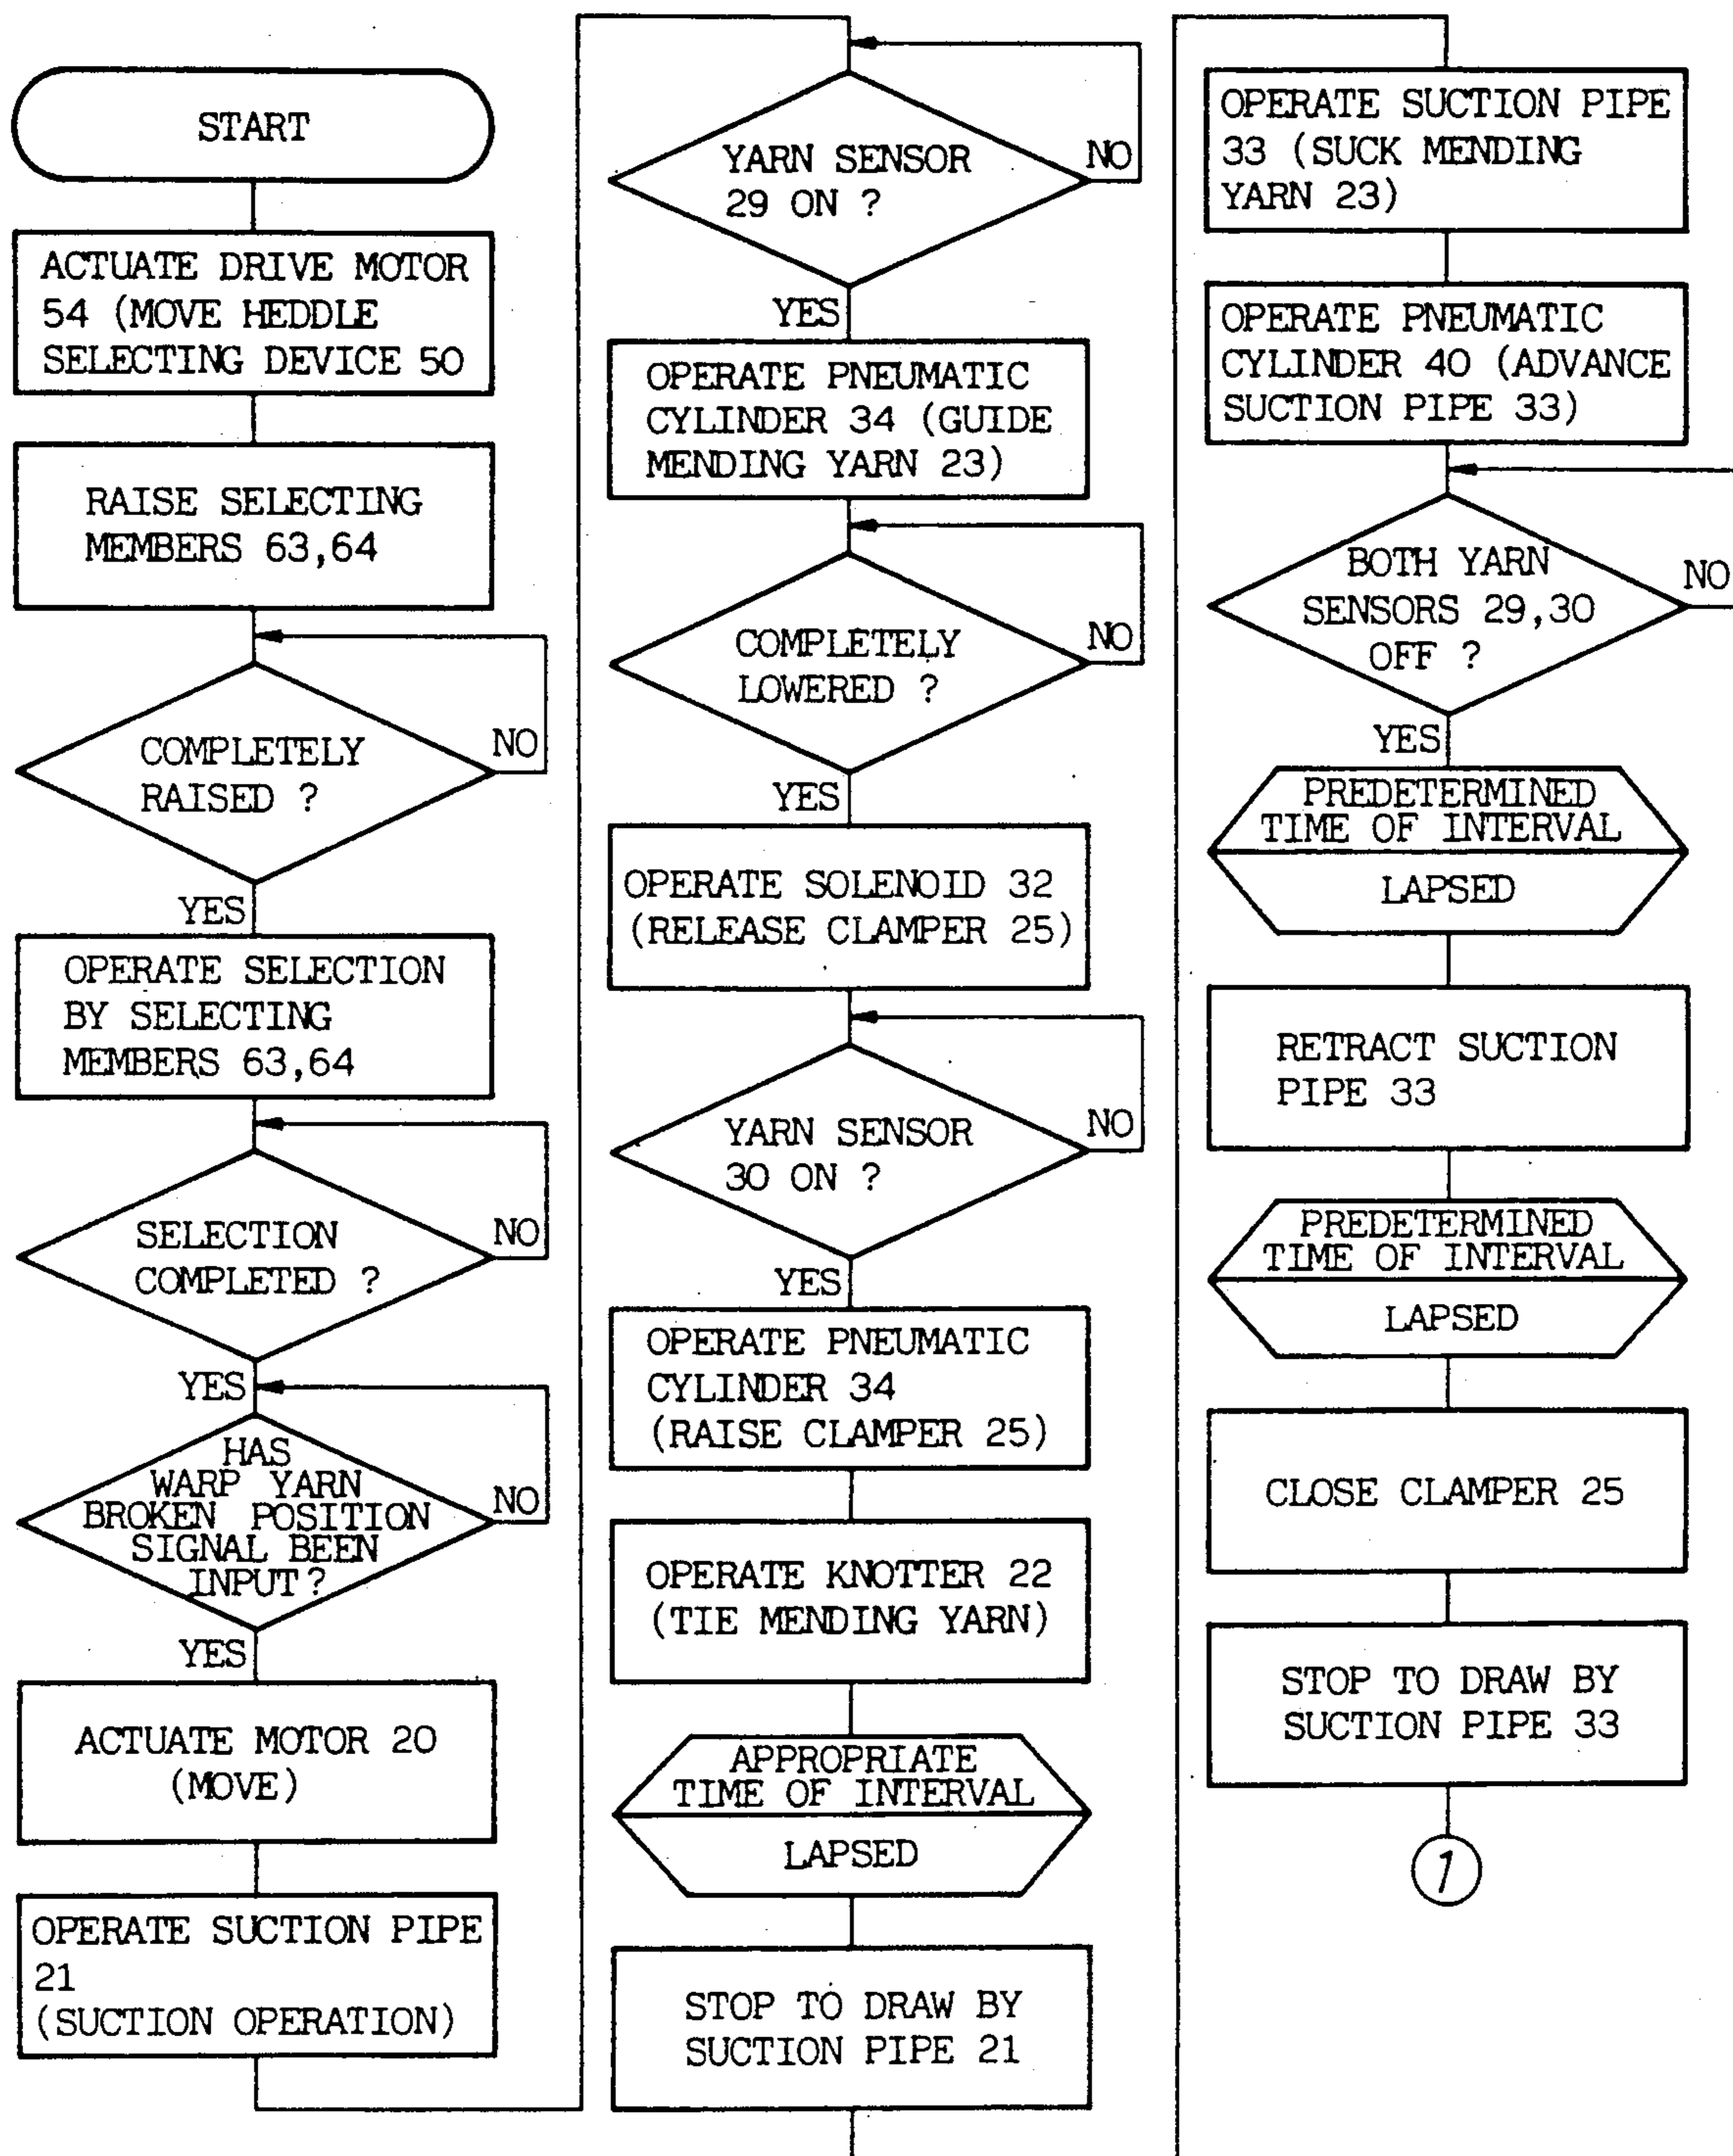 START
ACTUATE DRIVE MOTOR
54 (MOVE HEDDLE
SELECTING DEVICE 50
RAISE SELECTING
MEMBERS 63,64
COMPLETELY
RAISED ?
NO
YES
OPERATE SELECTION
BY SELECTING
MEMBERS 63,64
SELECTION
COMPLETED ?
NO
YES
HAS
WARP YARN
BROKEN POSITION
SIGNAL BEEN
INPUT?
NO
YES
ACTUATE MOTOR 20
(MOVE)
OPERATE SUCTION PIPE
21
(SUCTION OPERATION)
YARN SENSOR
29 ON ?
NO
YES
OPERATE PNEUMATIC
CYLINDER 34 (GUIDE
MENDING YARN 23)
COMPLETELY
LOWERED ?
NO
YES
OPERATE SOLENOID 32
(RELEASE CLAMPER 25)
YARN SENSOR
30 ON ?
NO
YES
OPERATE PNEUMATIC
CYLINDER 34
(RAISE CLAMPER 25)
OPERATE KNOTTER 22
(TIE MENDING YARN)
APPROPRIATE
TIME OF INTERVAL
LAPSED
STOP TO DRAW BY
SUCTION PIPE 21
OPERATE SUCTION PIPE
33 (SUCK MENDING
YARN 23)
OPERATE PNEUMATIC
CYLINDER 40 (ADVANCE
SUCTION PIPE 33)
BOTH YARN
SENSORS 29,30
OFF ?
NO
YES
PREDETERMINED
TIME OF INTERVAL
LAPSED
RETRACT SUCTION
PIPE 33
PREDETERMINED
TIME OF INTERVAL
LAPSED
CLOSE CLAMPER 25
STOP TO DRAW BY
SUCTION PIPE 33
1